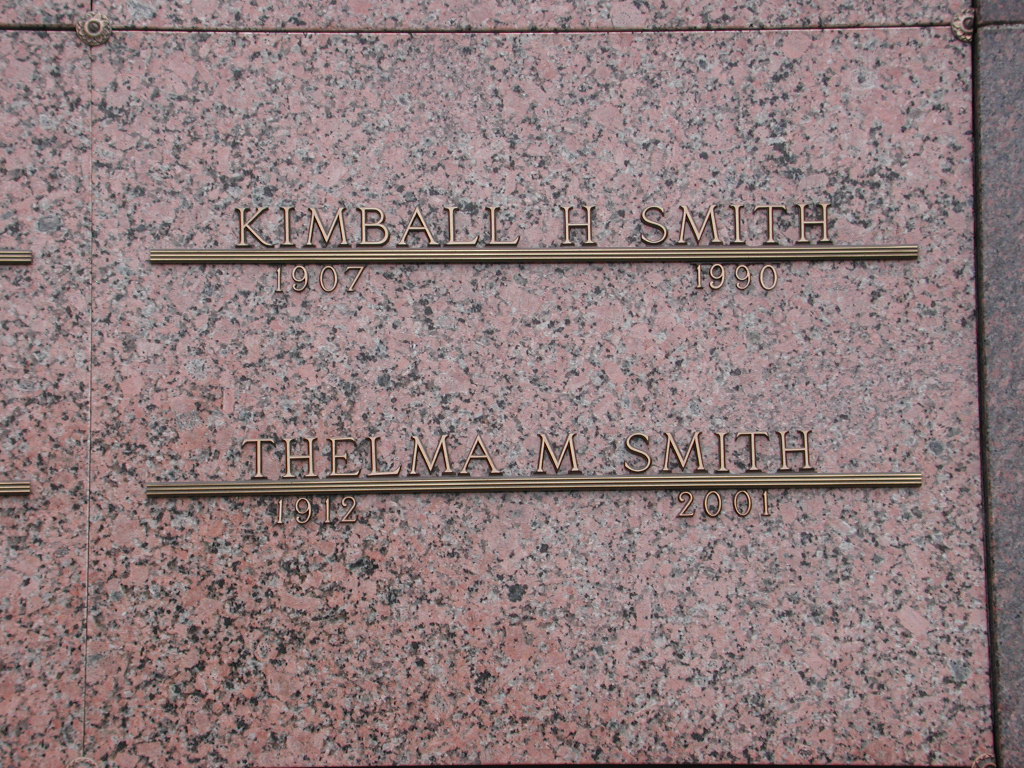 KIMBALL H SMITH
1907 1990
THELMA M SMITH
1912 2001